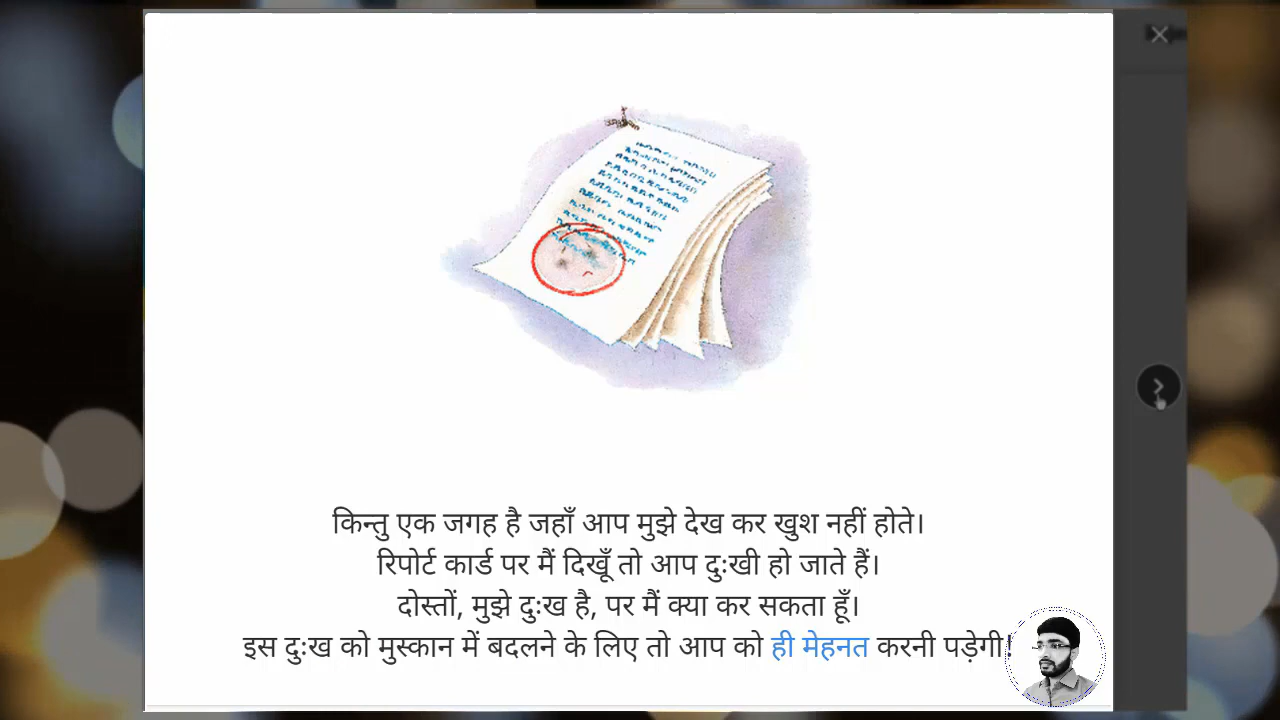 किन्तु एक जगह है जहाँ आप मुझे देख कर खुश नहीं होते।
रिपोर्ट कार्ड पर मैं दिखूँ तो आप दुःखी हो जाते हैं।
दोस्तों, मुझे दुःख है, पर मैं क्या कर सकता हूँ।
इस दुःख को मुस्कान में बदलने के लिए तो आप को ही मेहनत करनी पड़ेगी!